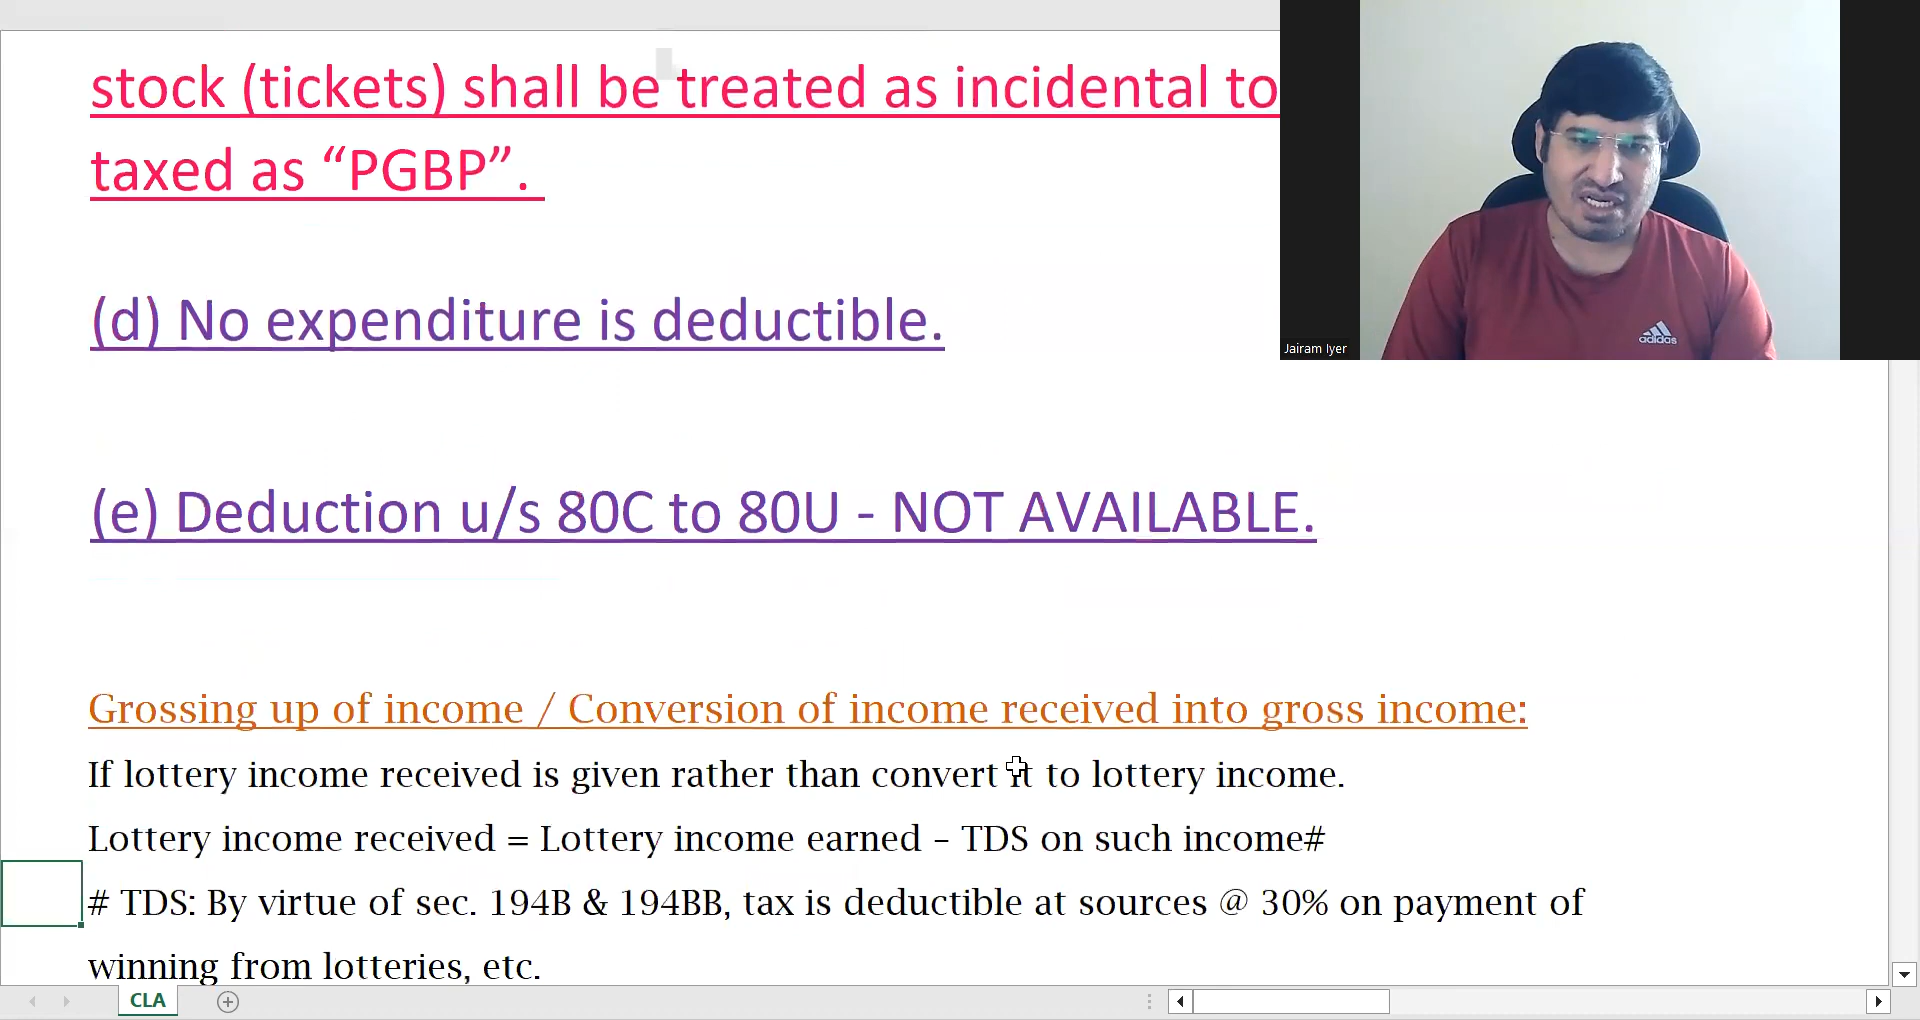 stock (tickets) shall be treated as incidental to
taxed as “PGBP”.
(d) No expenditure is deductible.
(e) Deduction u/s 80C to 80U - NOT AVAILABLE.
Grossing up of income / Conversion of income received into gross income:
If lottery income received is given rather than convert it to lottery income.
Lottery income received = Lottery income earned – TDS on such income#
# TDS: By virtue of sec. 194B & 194BB, tax is deductible at sources @ 30% on payment of
winning from lotteries, etc.
CLA
Jairam Iyer
adidas